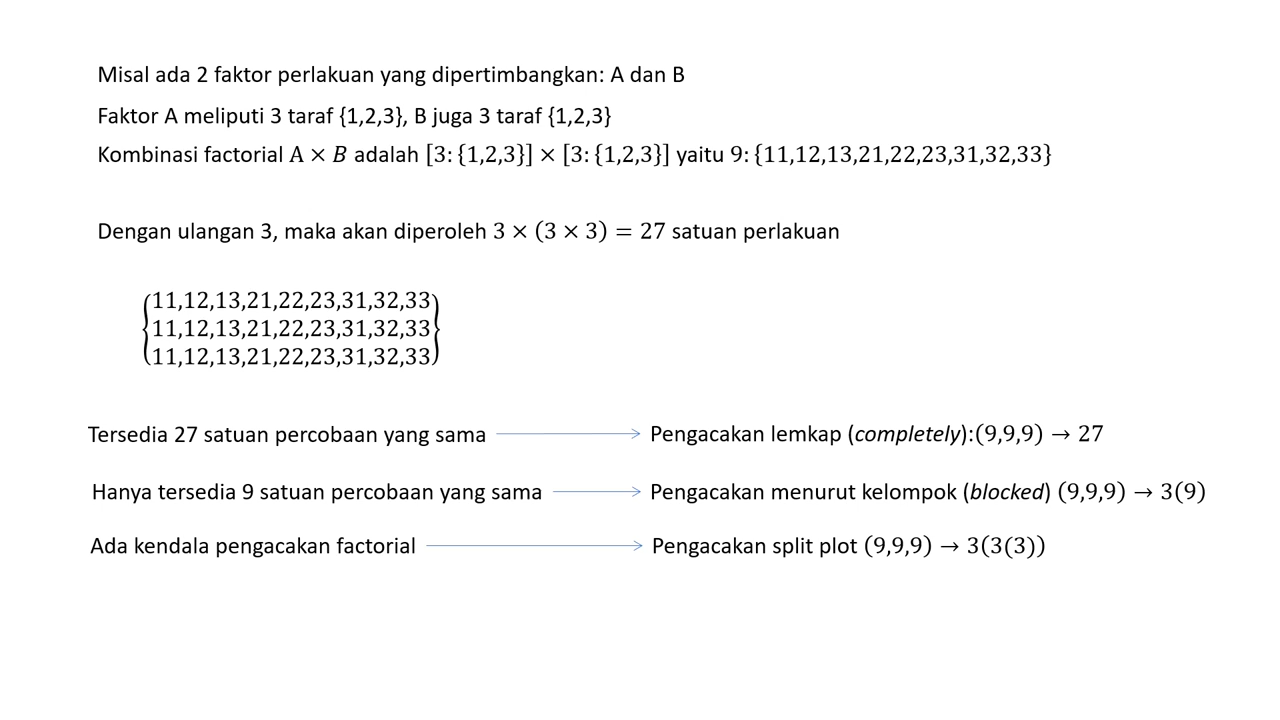 Misal ada 2 faktor perlakuan yang dipertimbangkan: A dan B
Faktor A meliputi 3 taraf {1,2,3}, B juga 3 taraf {1,2,3}
Kombinasi factorial A × B adalah [3: {1,2,3}] × [3: {1,2,3}] yaitu 9: {11,12,13,21,22,23,31,32,33}
Dengan ulangan 3, maka akan diperoleh 3 × (3 × 3) = 27 satuan perlakuan
{11,12,13,21,22,23,31,32,33
11,12,13,21,22,23,31,32,33
11,12,13,21,22,23,31,32,33}
Tersedia 27 satuan percobaan yang sama → Pengacakan lemkap (completely):(9,9,9) → 27
Hanya tersedia 9 satuan percobaan yang sama → Pengacakan menurut kelompok (blocked) (9,9,9) → 3(9)
Ada kendala pengacakan factorial → Pengacakan split plot (9,9,9) → 3(3(3))